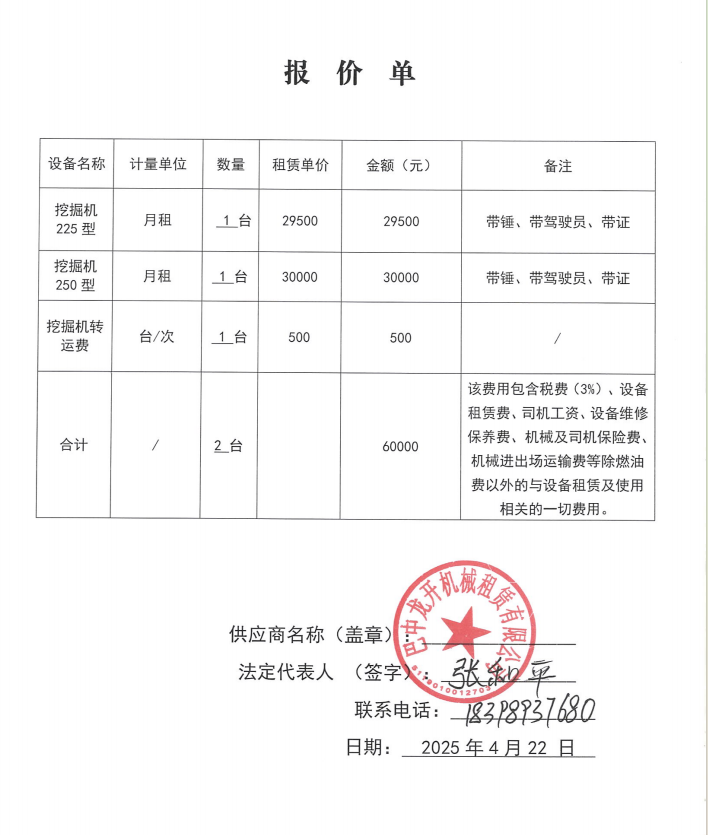 报价单
设备名称 计量单位 数量 租赁单价 金额（元） 备注
挖掘机
225 型 月租 1 台 29500 29500 带锤、带驾驶员、带证
挖掘机
250 型 月租 1 台 30000 30000 带锤、带驾驶员、带证
挖掘机转
运费 台/次 1 台 500 500 /
合计 / 2 台 60000
该费用包含税费（3%）、设备
租赁费、司机工资、设备维修
保养费、机械及司机保险费、
机械进出场运输费等除燃油
费以外的与设备租赁及使用
相关的一切费用。
巴中龙开机械租赁有限公司
供应商名称（盖章）：
法定代表人 （签字）： 张 平
联系电话： 18398937680
日期： 2025 年 4 月 22 日